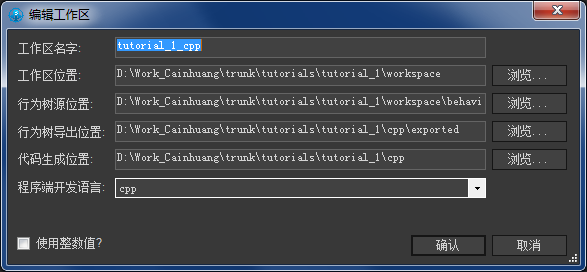 编辑工作区
工作区名字: tutorial_1_cpp
工作区位置: D:\Work_Cainhuang\trunk\tutorials\tutorial_1\workspace 浏览...
行为树源位置: D:\Work_Cainhuang\trunk\tutorials\tutorial_1\workspace\behavi 浏览...
行为树导出位置: D:\Work_Cainhuang\trunk\tutorials\tutorial_1\cpp\exported 浏览...
代码生成位置: D:\Work_Cainhuang\trunk\tutorials\tutorial_1\cpp 浏览...
程序端开发语言: cpp
使用整数值? 确认 取消